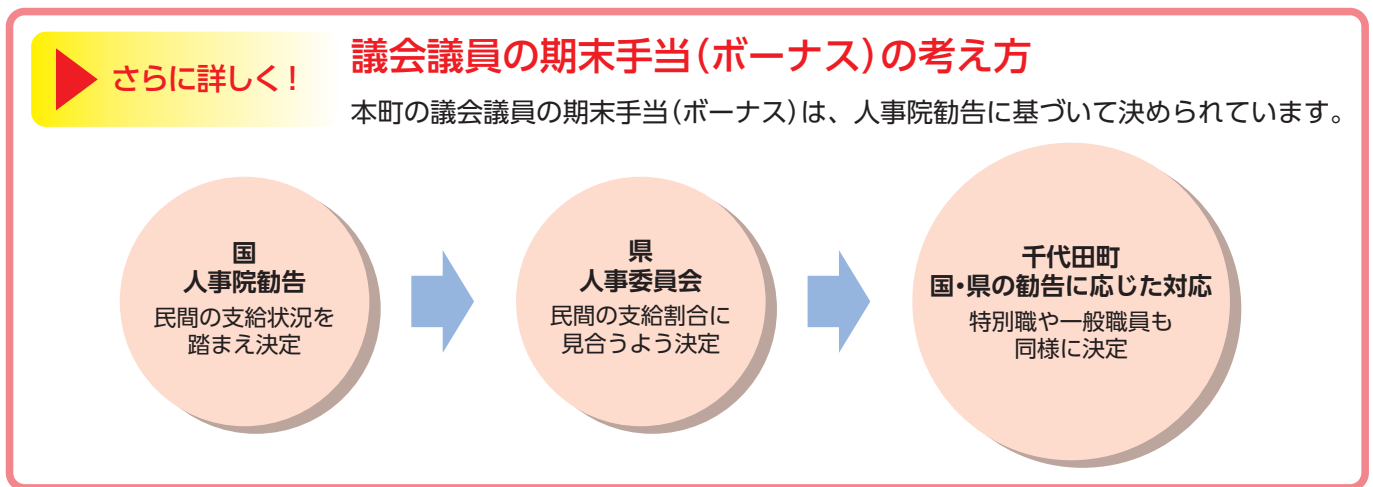 さらに詳しく！
議会議員の期末手当（ボーナス）の考え方
本町の議会議員の期末手当（ボーナス）は、人事院勧告に基づいて決められています。
国
人事院勧告
民間の支給状況を
踏まえ決定
県
人事委員会
民間の支給割合に
見合うよう決定
千代田町
国・県の勧告に応じた対応
特別職や一般職員も
同様に決定